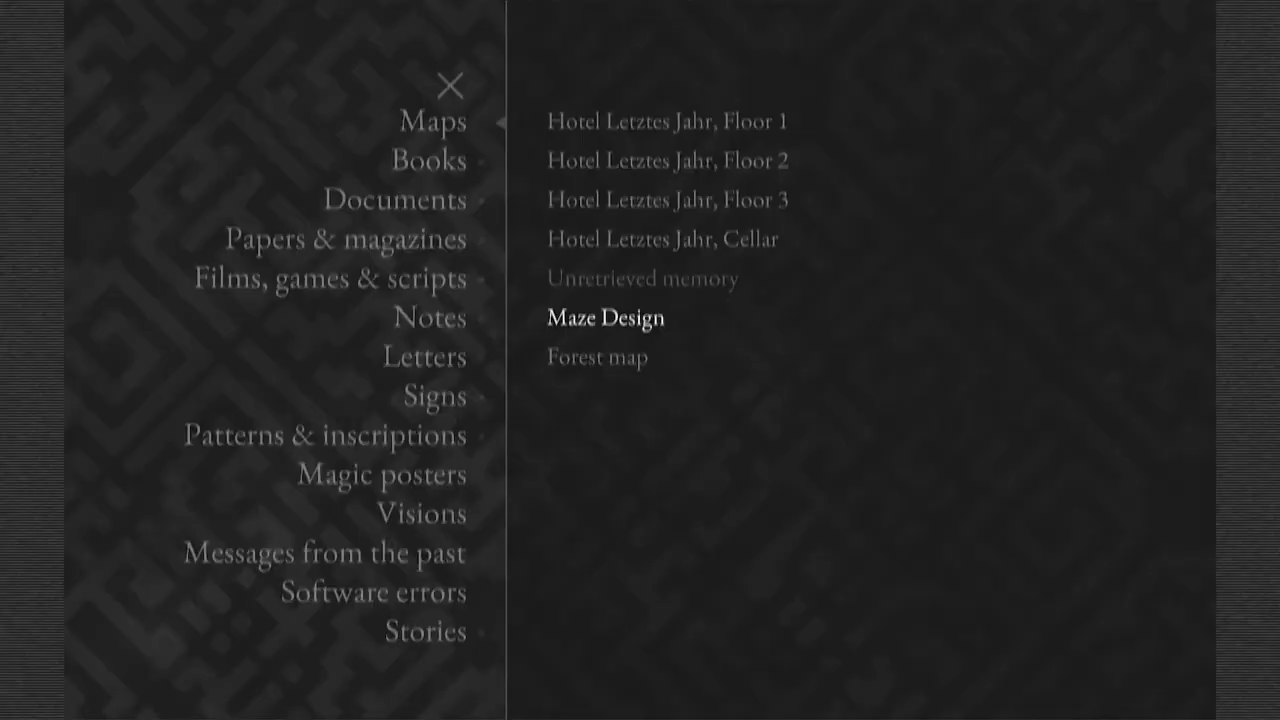 Maps
Books
Documents
Papers & magazines
Films, games & scripts
Notes
Letters
Signs
Patterns & inscriptions
Magic posters
Visions
Messages from the past
Software errors
Stories
Hotel Letztes Jahr, Floor 1
Hotel Letztes Jahr, Floor 2
Hotel Letztes Jahr, Floor 3
Hotel Letztes Jahr, Cellar
Unretrieved memory
Maze Design
Forest map